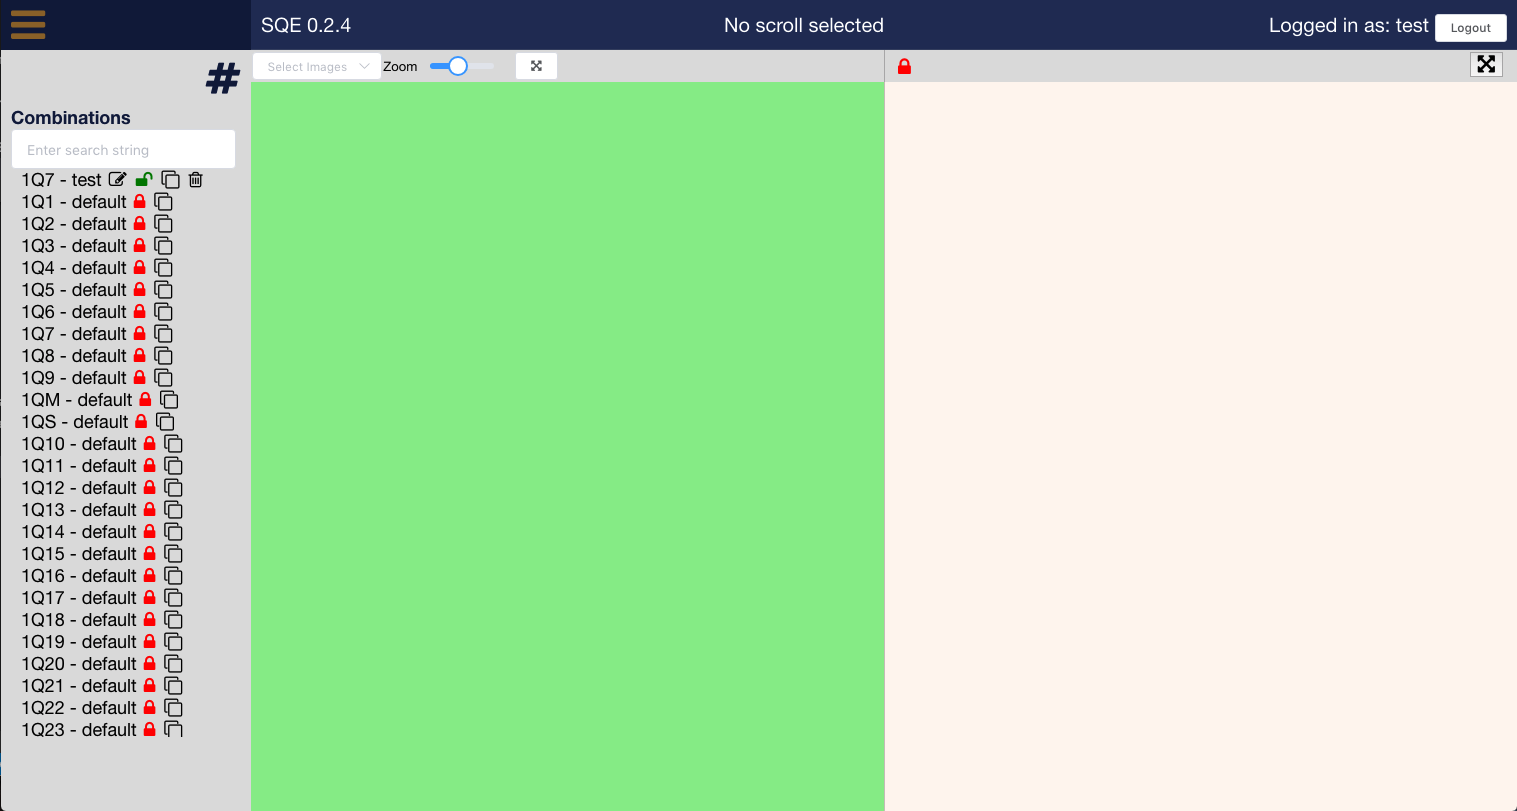 SQE 0.2.4
No scroll selected
Logged in as: test
Logout
Select Images
Zoom
#
Combinations
Enter search string
1Q7 - test
1Q1 - default
1Q2 - default
1Q3 - default
1Q4 - default
1Q5 - default
1Q6 - default
1Q7 - default
1Q8 - default
1Q9 - default
1QM - default
1QS - default
1Q10 - default
1Q11 - default
1Q12 - default
1Q13 - default
1Q14 - default
1Q15 - default
1Q16 - default
1Q17 - default
1Q18 - default
1Q19 - default
1Q20 - default
1Q21 - default
1Q22 - default
1Q23 - default